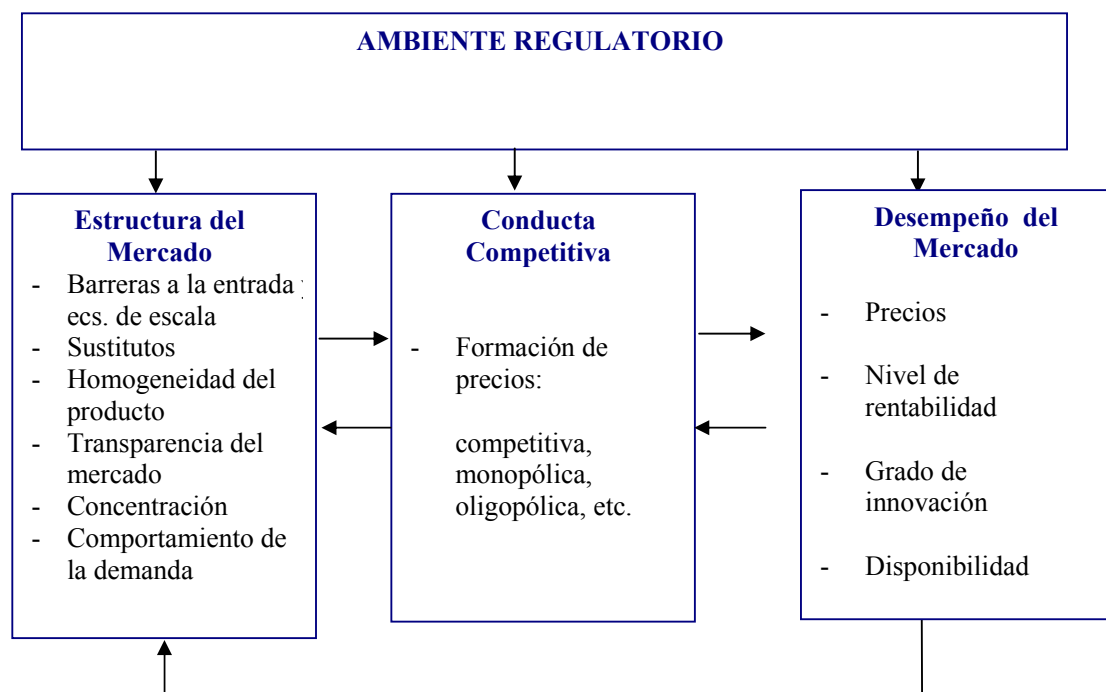 AMBIENTE REGULATORIO
Estructura del
Mercado
- Barreras a la entrada y
ecs. de escala
- Sustitutos
- Homogeneidad del
producto
- Transparencia del
mercado
- Concentración
- Comportamiento de
la demanda
Conducta
Competitiva
- Formación de
precios:
competitiva,
monopólica,
oligopólica, etc.
Desempeño del
Mercado
- Precios
- Nivel de
rentabilidad
- Grado de
innovación
- Disponibilidad